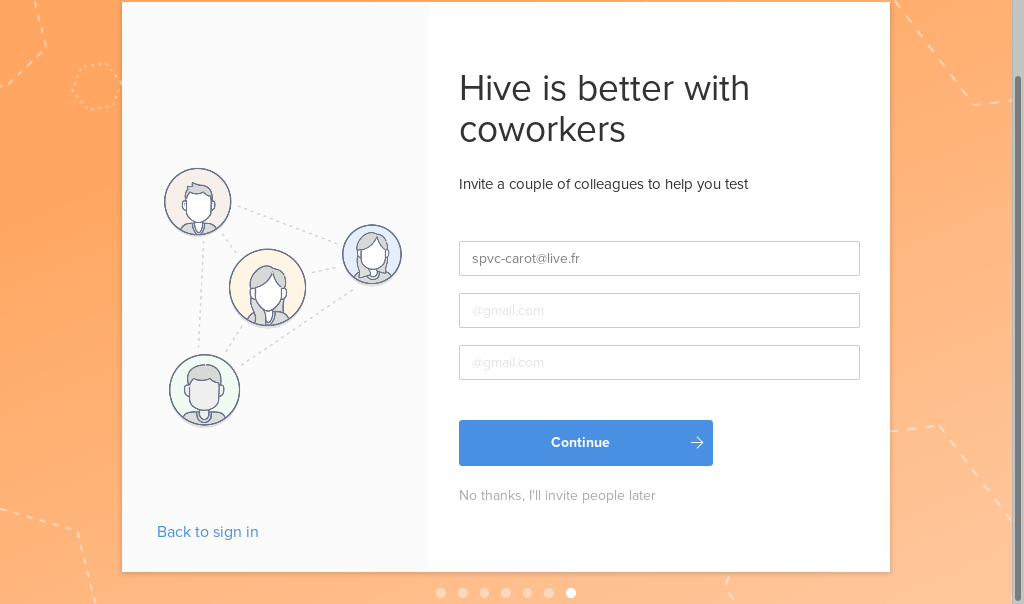 Hive is better with
coworkers
Invite a couple of colleagues to help you test
spvc-carot@live.fr
@gmail.com
@gmail.com
Continue
No thanks, I'll invite people later
Back to sign in